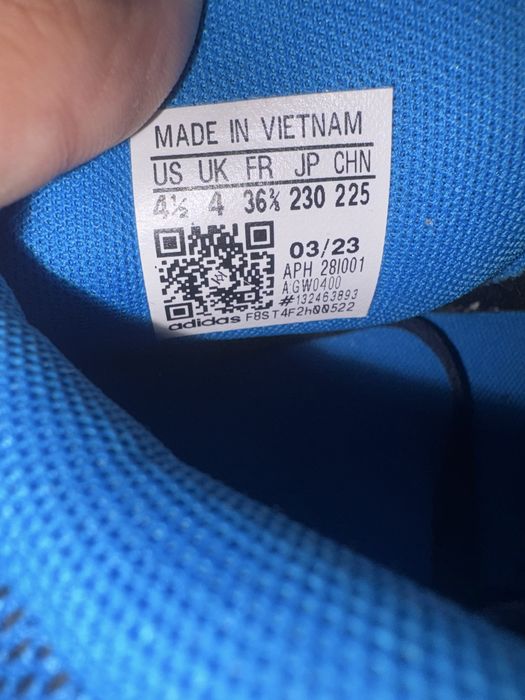 MADE IN VIETNAM
US UK FR JP CHN
4½ 4 36⅔ 230 225
03/23
APH 28I001
A:GW0400
#132463893
adidas F8ST4F2h00522